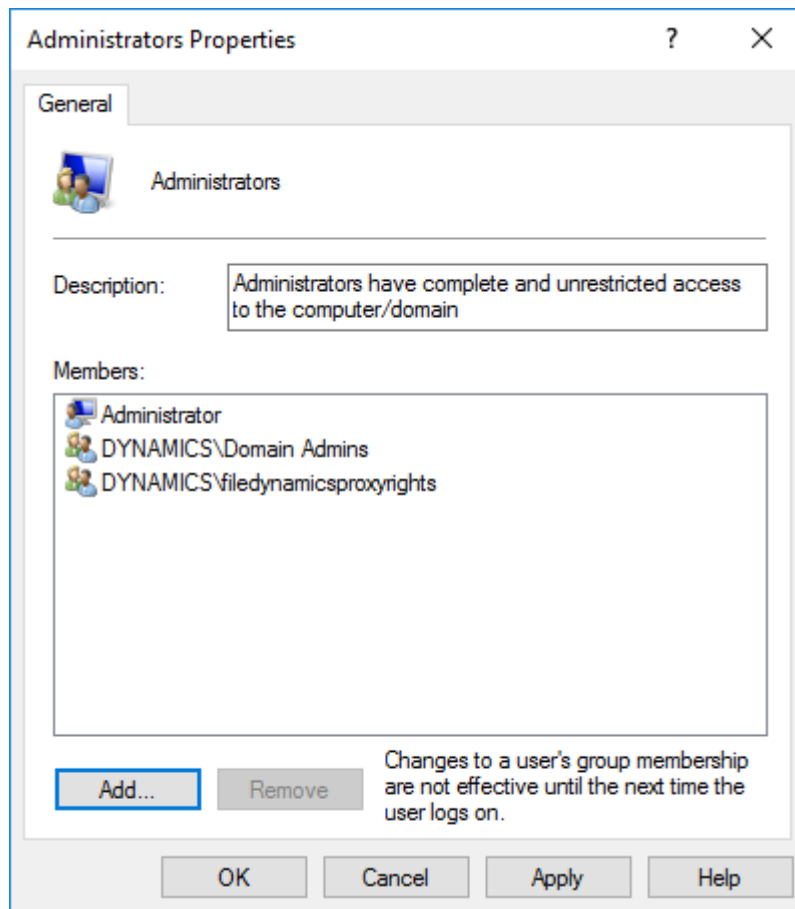 Administrators Properties
?
General
Administrators
Description:
Administrators have complete and unrestricted access
to the computer/domain
Members:
Administrator
DYNAMICS\Domain Admins
DYNAMICS\filedynamicsproxyrights
Add...
Remove
Changes to a user's group membership
are not effective until the next time the
user logs on.
OK
Cancel
Apply
Help